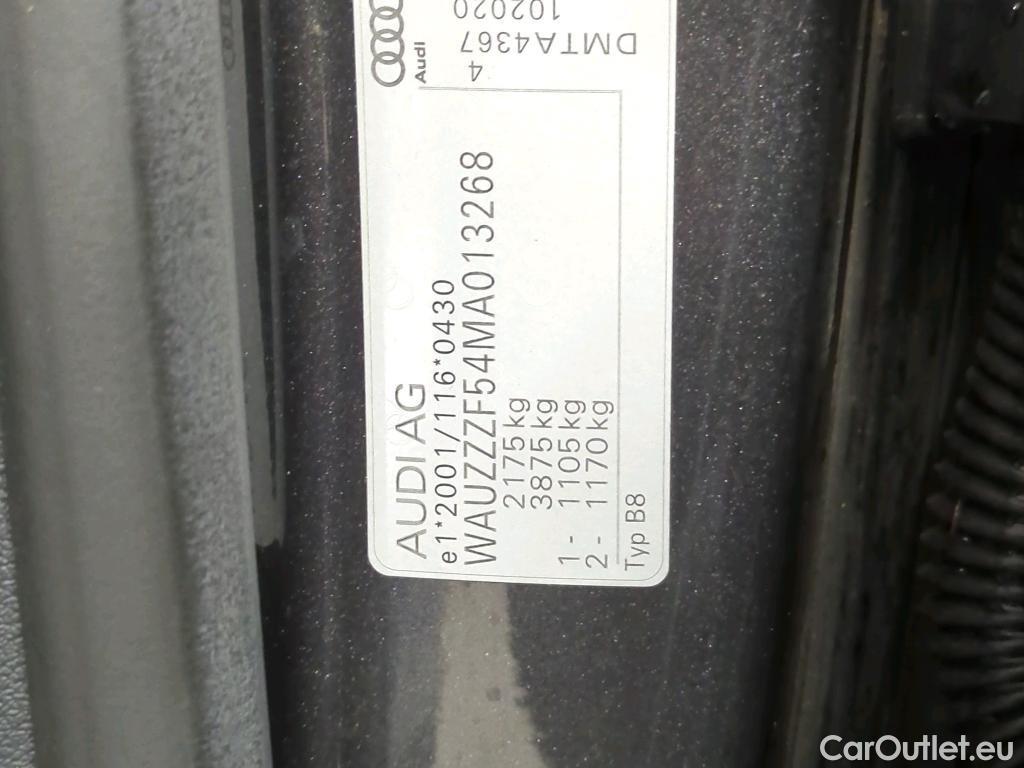 AUDI AG
e1*2001/116*0430
WAUZZZF54MA013268
2175 kg
3875 kg
1 - 1105 kg
2 - 1170 kg
Typ B8
Audi
4
DMTA4367
102020
CarOutlet.eu